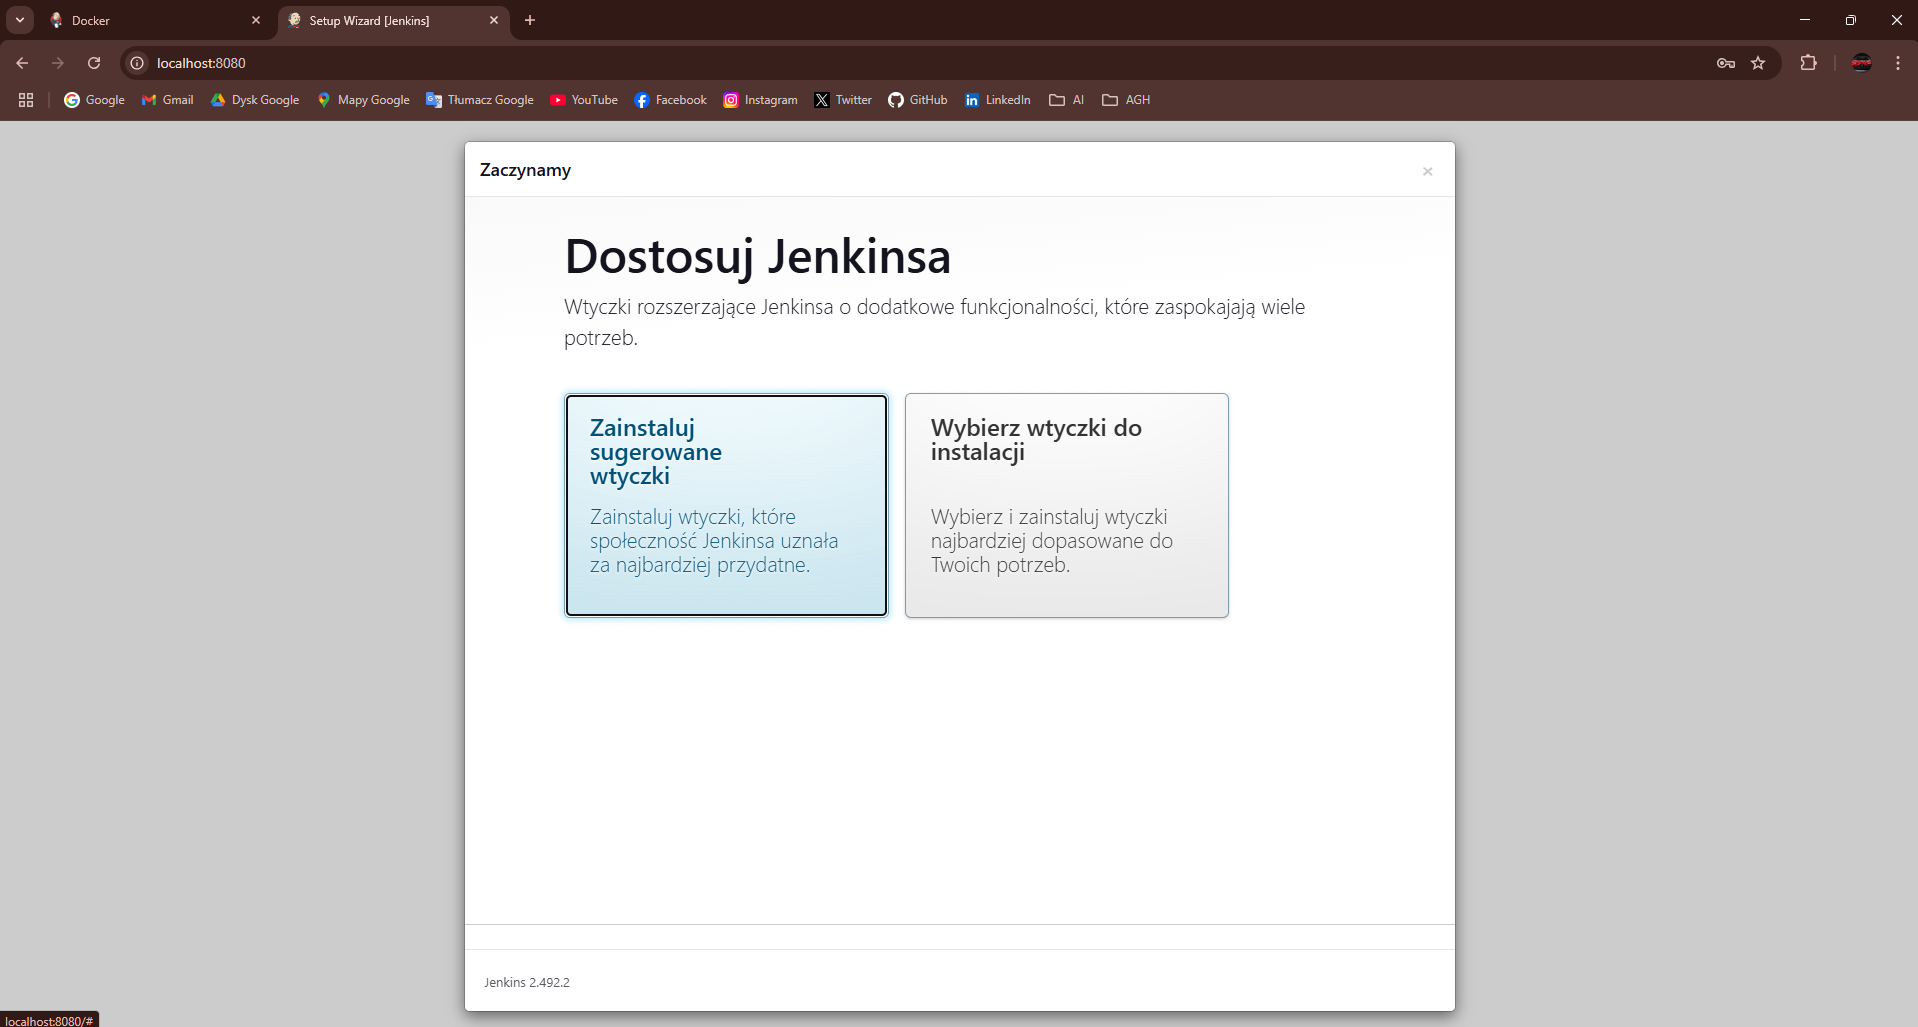 Docker
Setup Wizard [Jenkins]
localhost:8080
Google
Gmail
Dysk Google
Mapy Google
Tłumacz Google
YouTube
Facebook
Instagram
Twitter
GitHub
LinkedIn
AI
AGH
Zaczynamy
×
Dostosuj Jenkinsa
Wtyczki rozszerzające Jenkinsa o dodatkowe funkcjonalności, które zaspokajają wiele
potrzeb.
Zainstaluj
sugerowane
wtyczki
Zainstaluj wtyczki, które
społeczność Jenkinsa uznała
za najbardziej przydatne.
Wybierz wtyczki do
instalacji
Wybierz i zainstaluj wtyczki
najbardziej dopasowane do
Twoich potrzeb.
Jenkins 2.492.2
localhost:8080/#